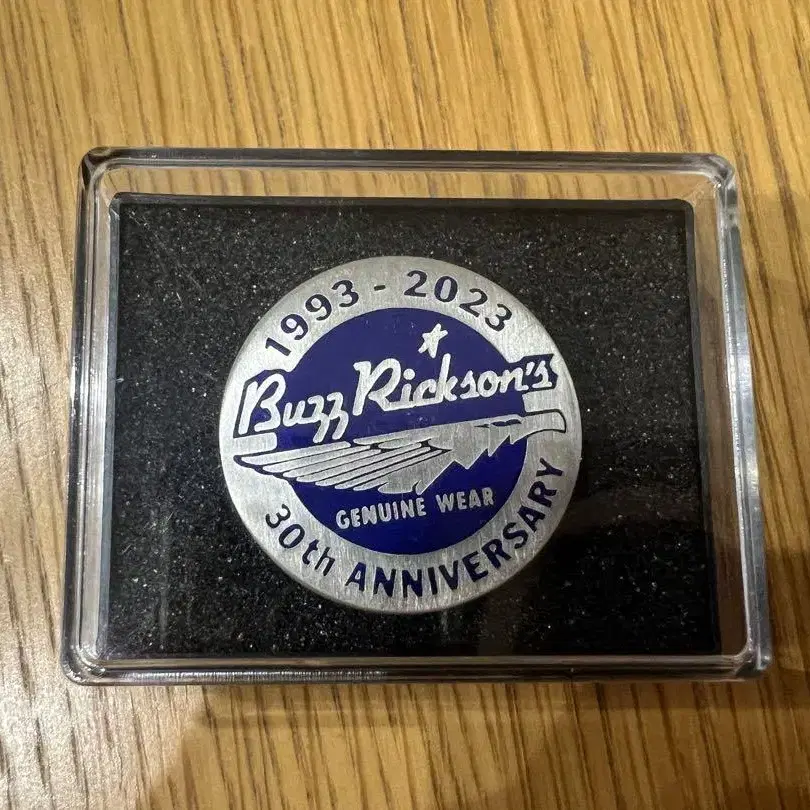 1993 - 2023
Buzz Rickson's
GENUINE WEAR
30th ANNIVERSARY